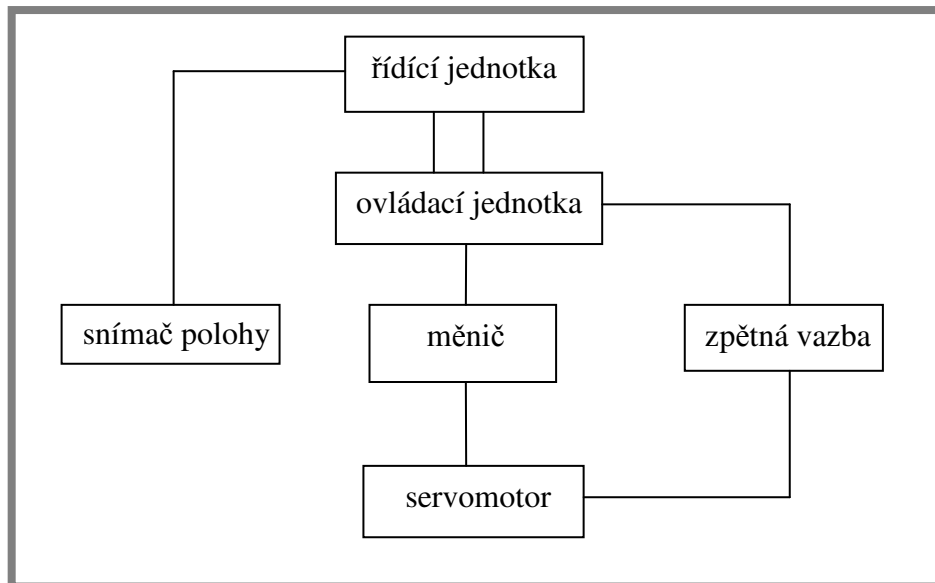 řídící jednotka
ovládací jednotka
snímač polohy
měnič
zpětná vazba
servomotor